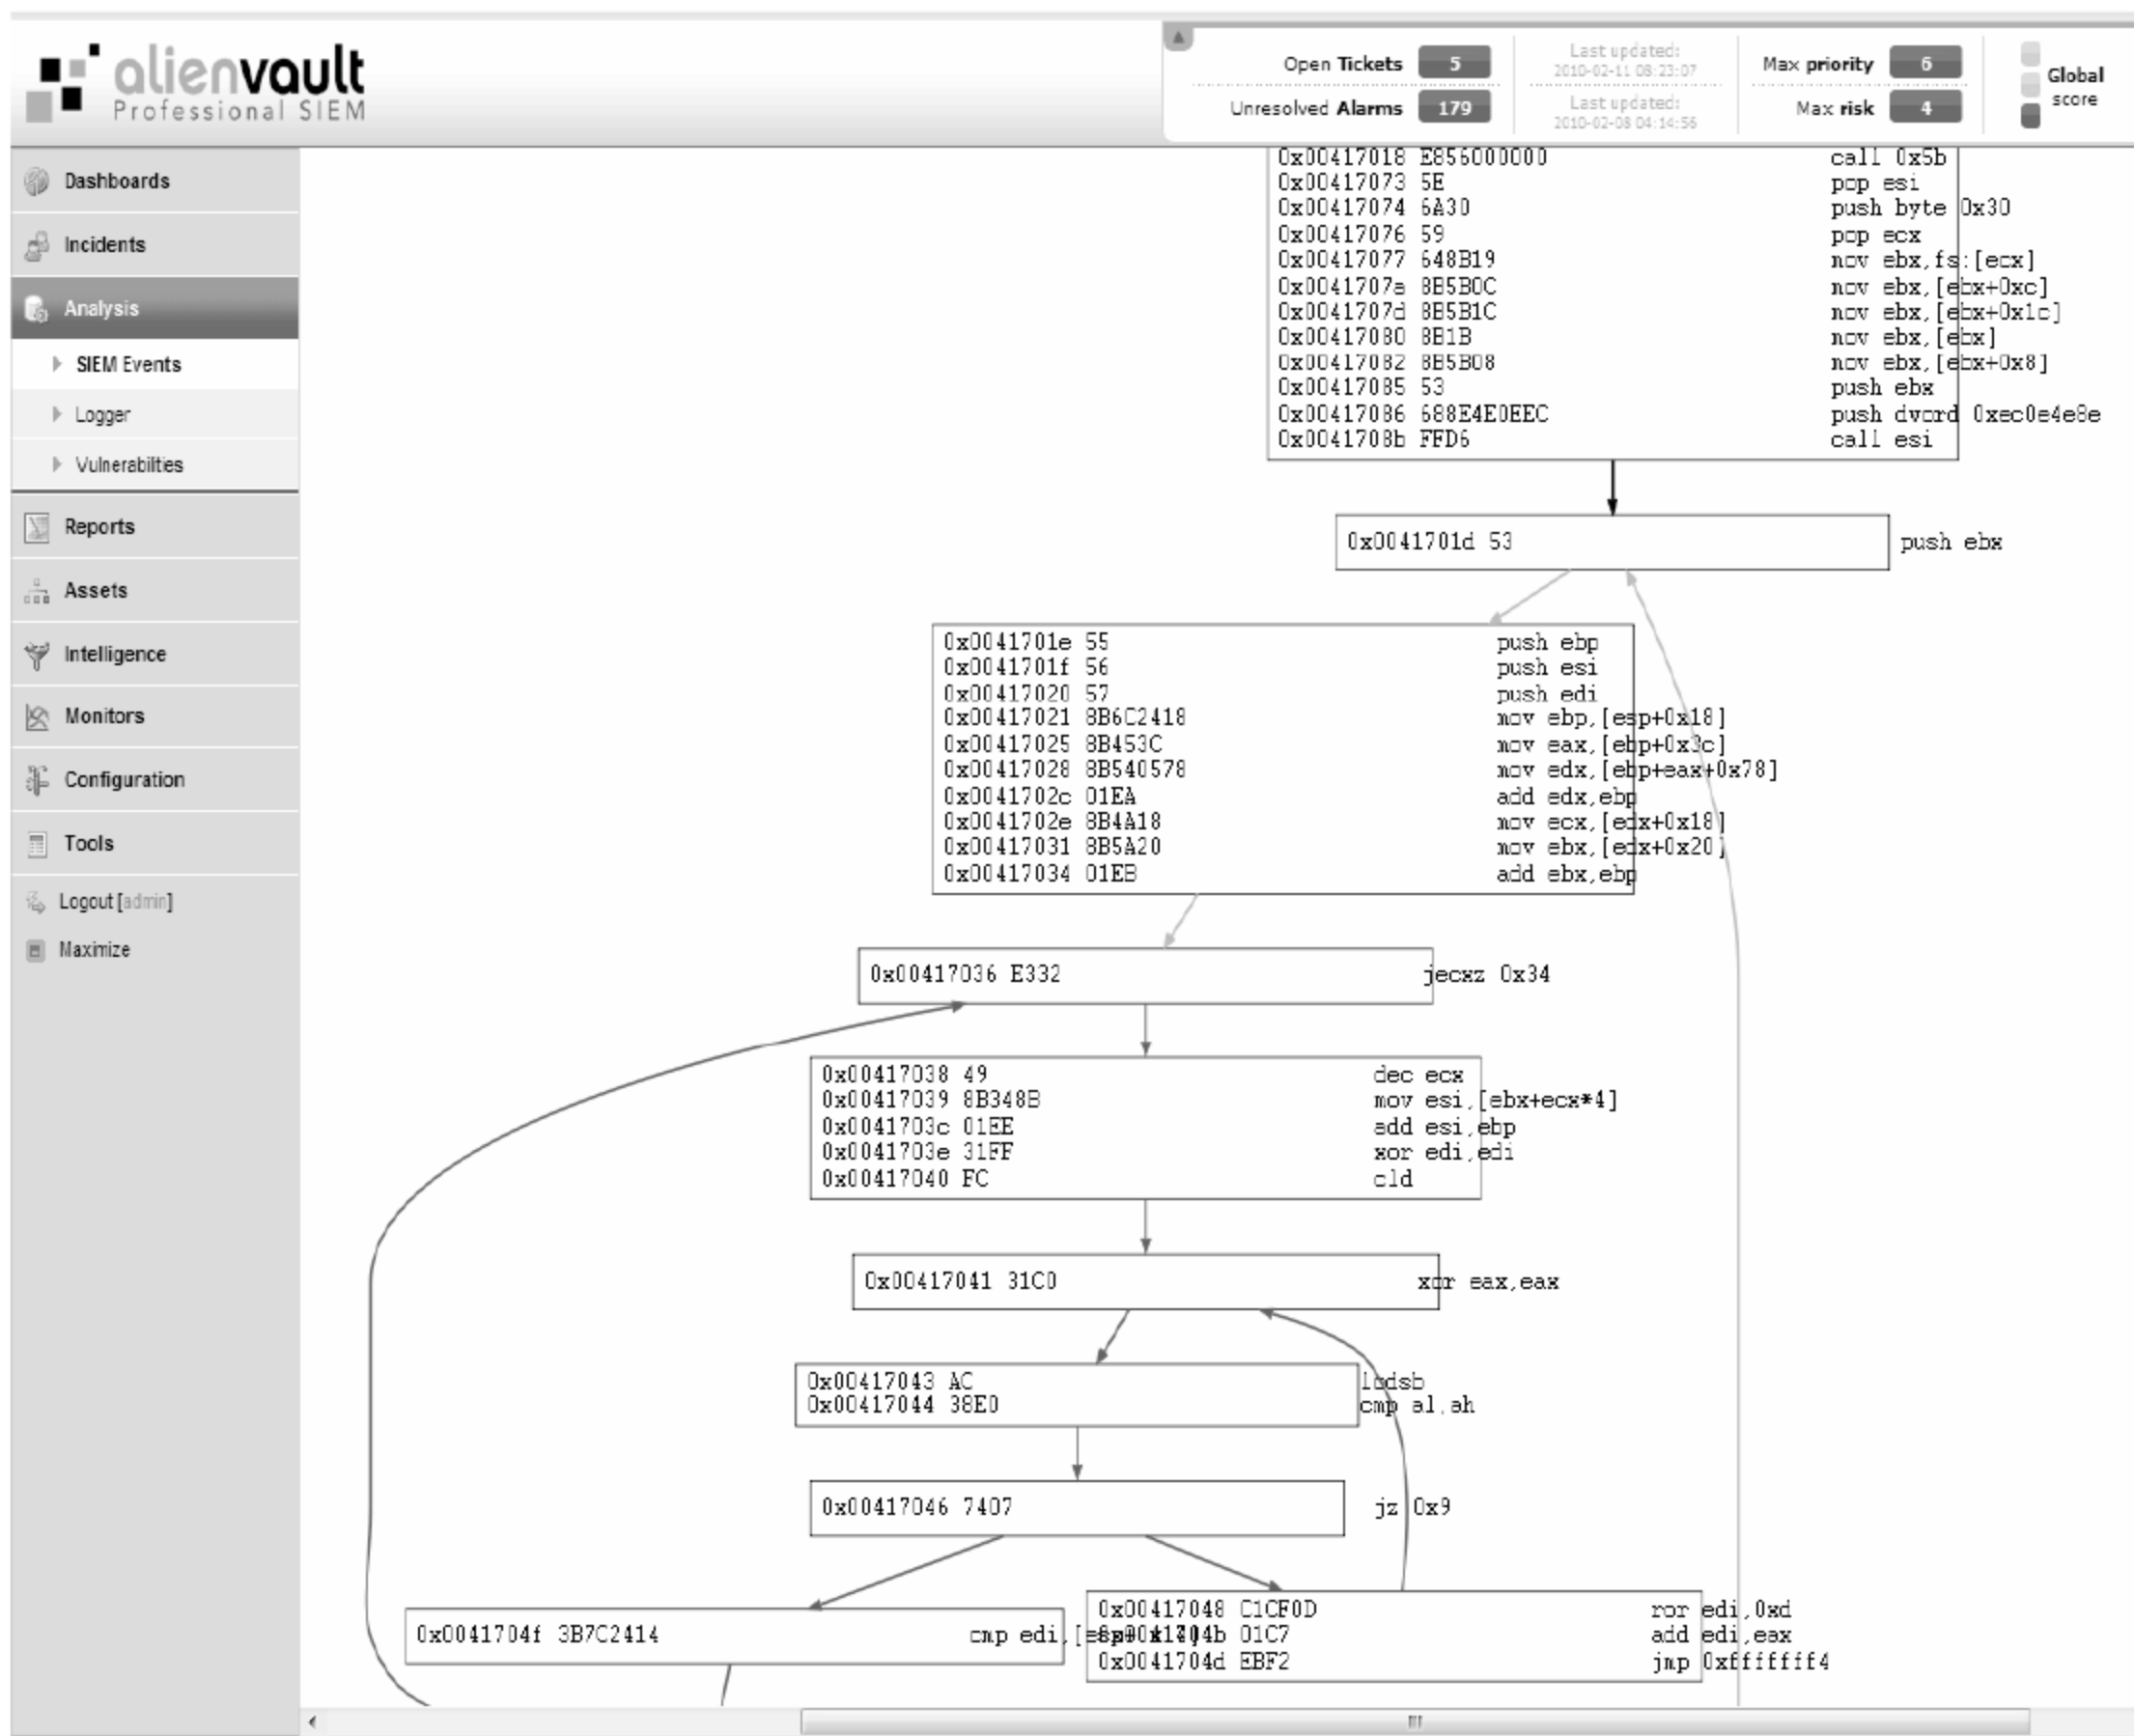 alienvault
Professional SIEM
Open Tickets 5
Last updated:
2010-02-11 08:23:07
Max priority 6
Unresolved Alarms 179
Last updated:
2010-02-08 04:14:56
Max risk 4
Global
score
Dashboards
Incidents
Analysis
SIEM Events
Logger
Vulnerabilties
Reports
Assets
Intelligence
Monitors
Configuration
Tools
Logout [admin]
Maximize
0x00417018 E856000000 call 0x5b
0x00417073 5E pop esi
0x00417074 6A30 push byte 0x30
0x00417076 59 pop ecx
0x00417077 648B19 mov ebx,fs:[ecx]
0x0041707a 8B5B0C mov ebx,[ebx+0xc]
0x0041707d 8B5B1C mov ebx,[ebx+0x1c]
0x00417080 8B1B mov ebx,[ebx]
0x00417082 8B5B08 mov ebx,[ebx+0x8]
0x00417085 53 push ebx
0x00417086 688E4E0EEC push dword 0xec0e4e8e
0x0041708b FFD6 call esi
0x0041701d 53 push ebx
0x0041701e 55 push ebp
0x0041701f 56 push esi
0x00417020 57 push edi
0x00417021 8B6C2418 mov ebp,[esp+0x18]
0x00417025 8B453C mov eax,[ebp+0x3c]
0x00417028 8B540578 mov edx,[ebp+eax+0x78]
0x0041702c 01EA add edx,ebp
0x0041702e 8B4A18 mov ecx,[edx+0x18]
0x00417031 8B5A20 mov ebx,[edx+0x20]
0x00417034 01EB add ebx,ebp
0x00417036 E332 jecxz 0x34
0x00417038 49 dec ecx
0x00417039 8B348B mov esi,[ebx+ecx*4]
0x0041703c 01EE add esi,ebp
0x0041703e 31FF xor edi,edi
0x00417040 FC cld
0x00417041 31C0 xor eax,eax
0x00417043 AC lodsb
0x00417044 38E0 cmp al,ah
0x00417046 7407 jz 0x9
0x0041704f 3B7C2414 cmp edi,[esp+0x14]
0x00417048 C1CF0D ror edi,0xd
0x0041704b 01C7 add edi,eax
0x0041704d EBF2 jmp 0xfffffff4